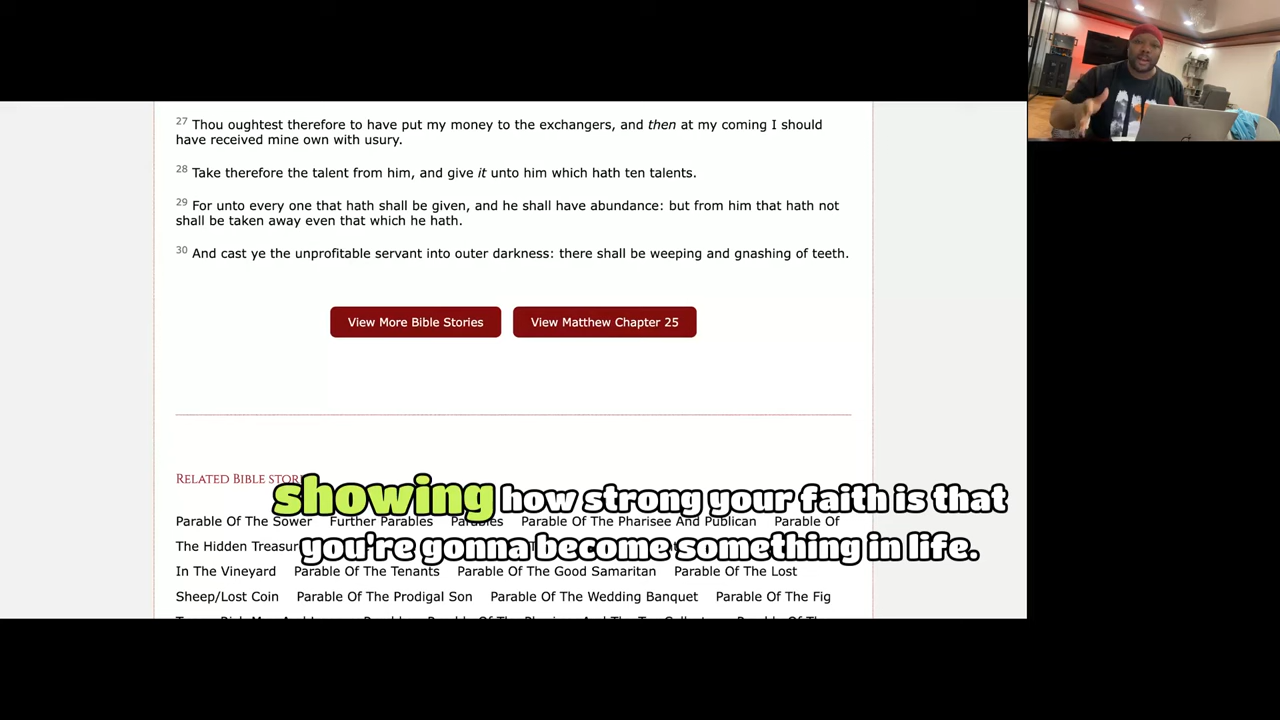 27 Thou oughtest therefore to have put my money to the exchangers, and then at my coming I should
have received mine own with usury.
28 Take therefore the talent from him, and give it unto him which hath ten talents.
29 For unto every one that hath shall be given, and he shall have abundance: but from him that hath not
shall be taken away even that which he hath.
30 And cast ye the unprofitable servant into outer darkness: there shall be weeping and gnashing of teeth.
View More Bible Stories View Matthew Chapter 25
RELATED BIBLE
showing how strong your faith is that
Parable Of The Sower Further Parables Parables Parable Of The Pharisee And Publican Parable Of
The Hidden
you're gonna become something in life.
In The Vineyard Parable Of The Tenants Parable Of The Good Samaritan Parable Of The Lost
Sheep/Lost Coin Parable Of The Prodigal Son Parable Of The Wedding Banquet Parable Of The Fig